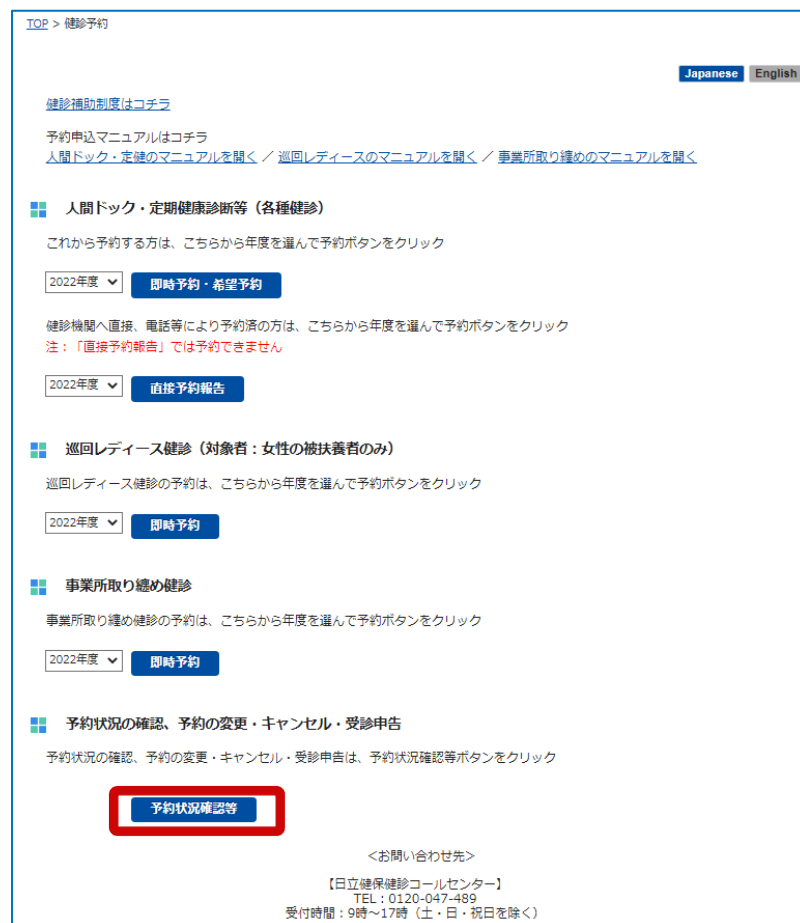 TOP > 健診予約
Japanese English
健診補助制度はコチラ
予約申込マニュアルはコチラ
人間ドック・定健のマニュアルを開く ／ 巡回レディースのマニュアルを開く ／ 事業所取り纏めのマニュアルを開く
人間ドック・定期健康診断等（各種健診）
これから予約する方は、こちらから年度を選んで予約ボタンをクリック
2022年度 即時予約・希望予約
健診機関へ直接、電話等により予約済の方は、こちらから年度を選んで予約ボタンをクリック
注：「直接予約報告」では予約できません
2022年度 直接予約報告
巡回レディース健診（対象者：女性の被扶養者のみ）
巡回レディース健診の予約は、こちらから年度を選んで予約ボタンをクリック
2022年度 即時予約
事業所取り纏め健診
事業所取り纏め健診の予約は、こちらから年度を選んで予約ボタンをクリック
2022年度 即時予約
予約状況の確認、予約の変更・キャンセル・受診申告
予約状況の確認、予約の変更・キャンセル・受診申告は、予約状況確認等ボタンをクリック
予約状況確認等
＜お問い合わせ先＞
【日立健保健診コールセンター】
TEL：0120-047-489
受付時間：9時～17時（土・日・祝日を除く）